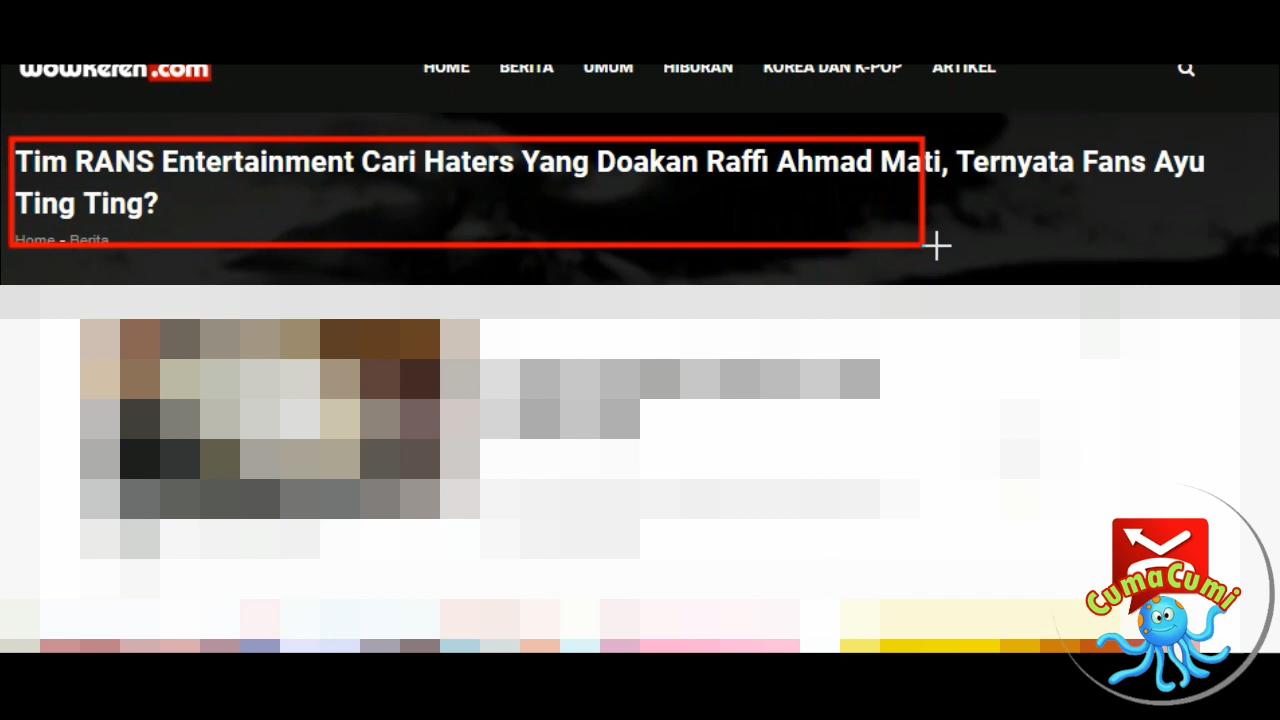 wowkeren.com
HOME BERITA UMUM HIBURAN KOREA DAN K-POP ARTIKEL
Tim RANS Entertainment Cari Haters Yang Doakan Raffi Ahmad Mati, Ternyata Fans Ayu
Ting Ting?
Home - Berita
CumaCumi